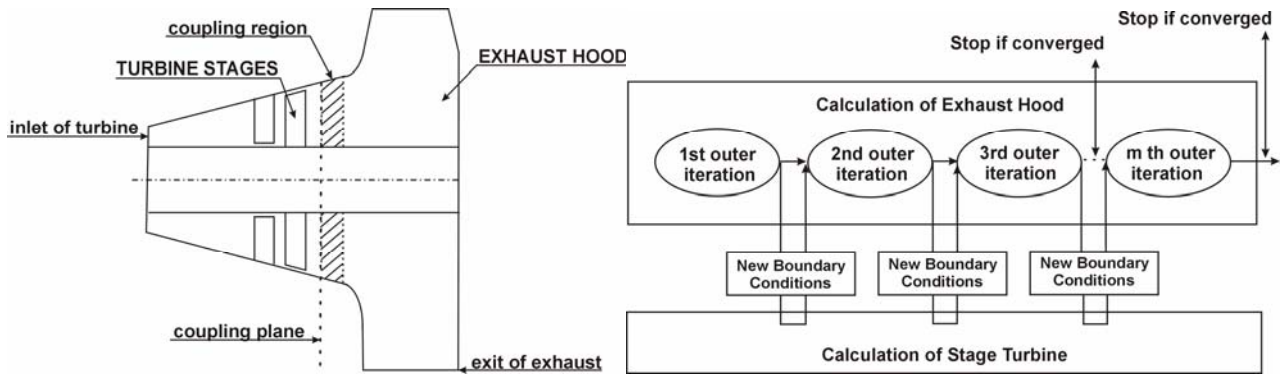 coupling region
TURBINE STAGES
EXHAUST HOOD
inlet of turbine
coupling plane
exit of exhaust
Stop if converged
Stop if converged
Calculation of Exhaust Hood
1st outer
iteration
2nd outer
iteration
3rd outer
iteration
m th outer
iteration
New Boundary
Conditions
New Boundary
Conditions
New Boundary
Conditions
Calculation of Stage Turbine